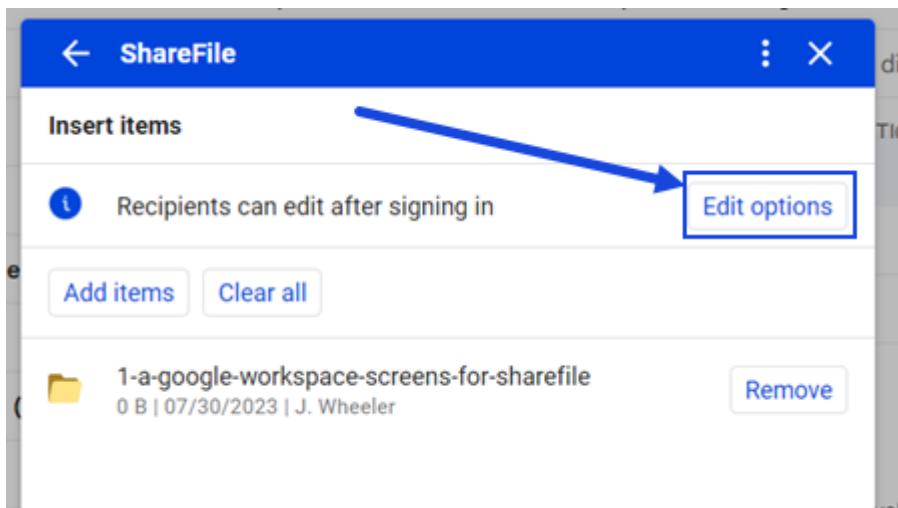 ShareFile
Insert items
Recipients can edit after signing in
Edit options
Add items
Clear all
1-a-google-workspace-screens-for-sharefile
0 B | 07/30/2023 | J. Wheeler
Remove